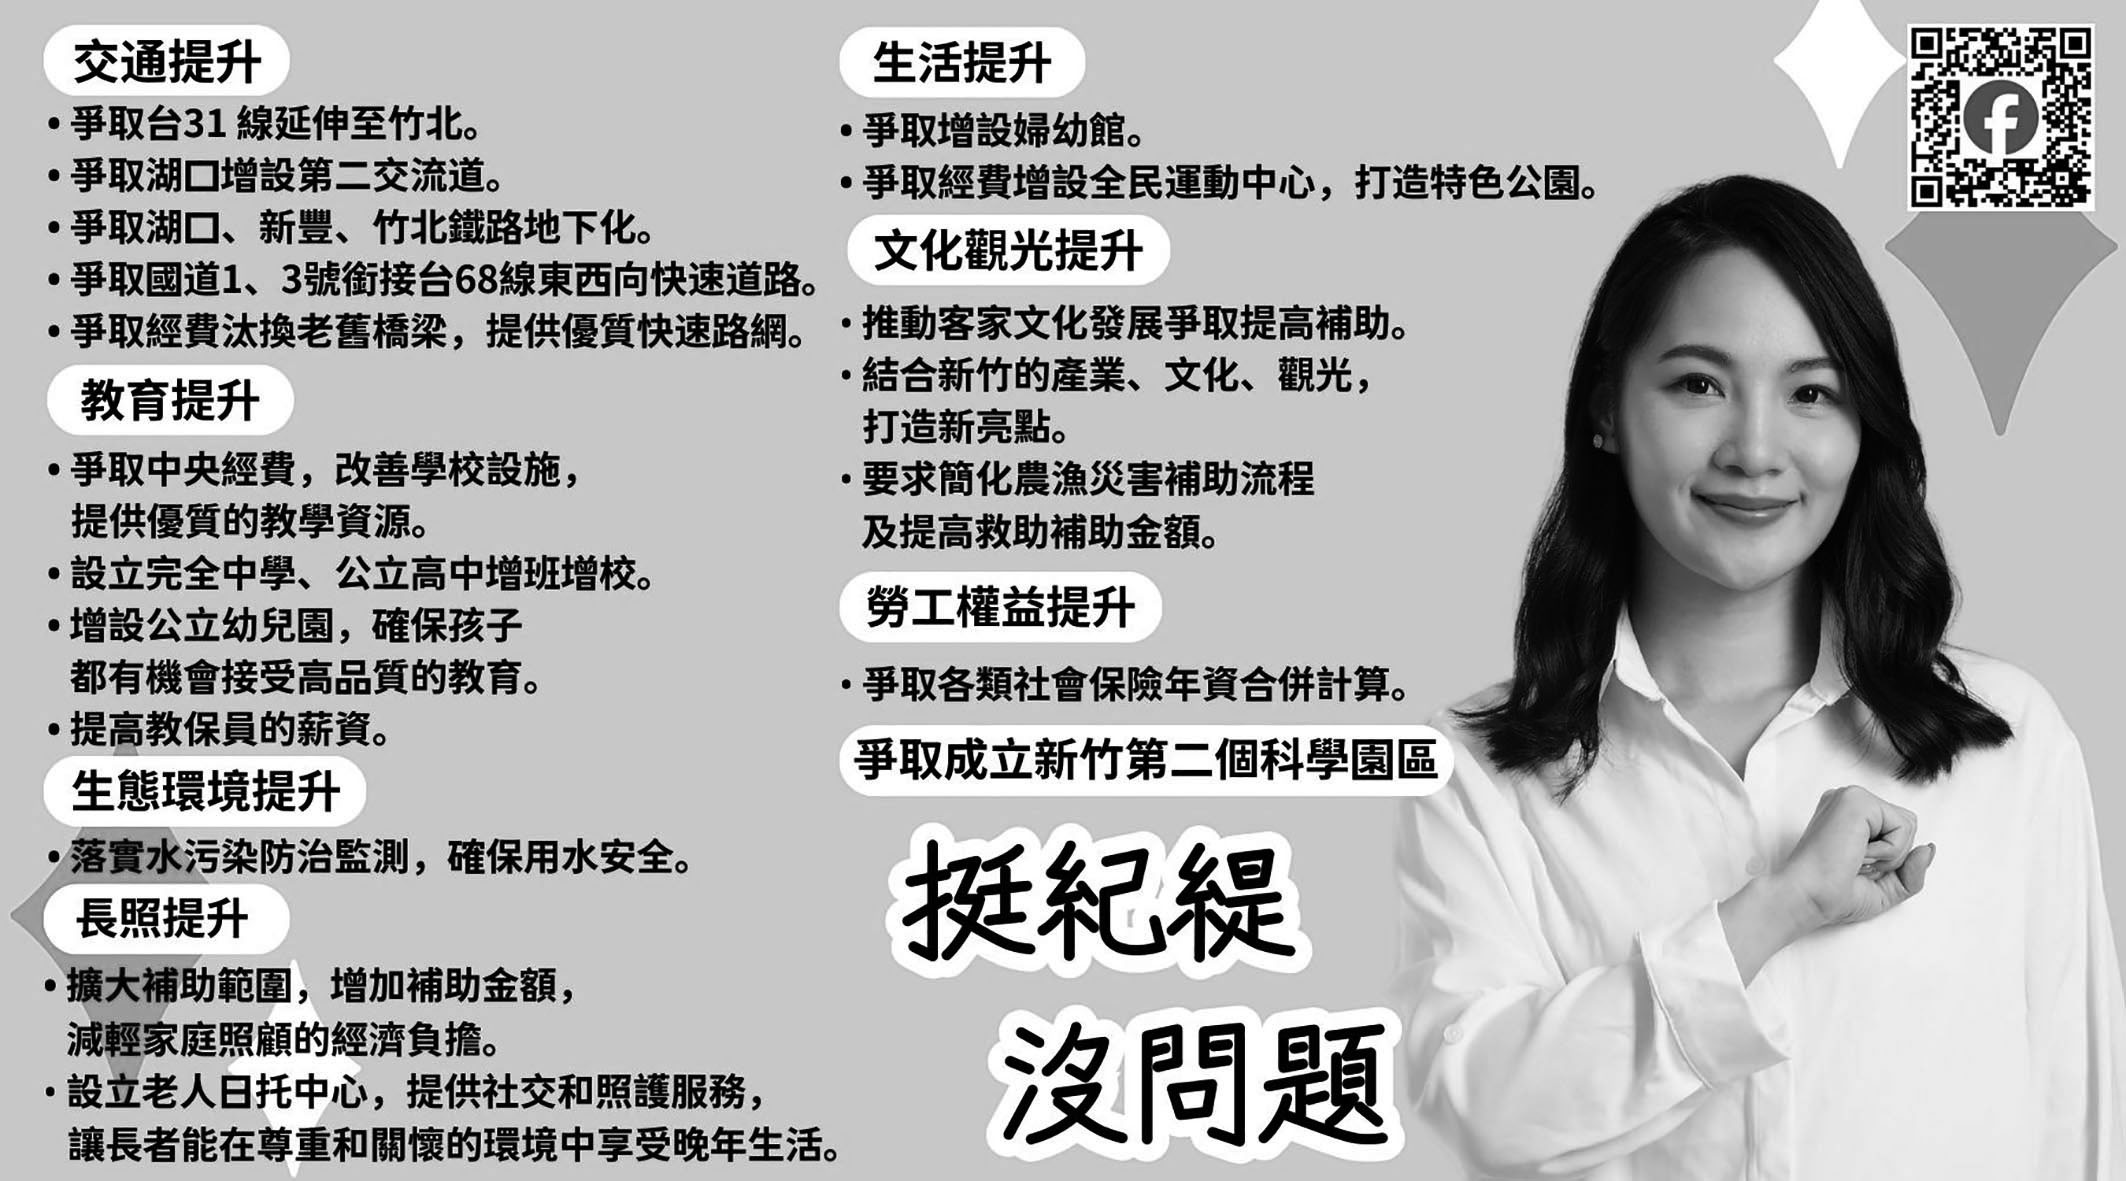 交通提升
• 爭取台31 線延伸至竹北。
• 爭取湖口增設第二交流道。
• 爭取湖口、新豐、竹北鐵路地下化。
• 爭取國道1、3號銜接台68線東西向快速道路。
• 爭取經費汰換老舊橋梁，提供優質快速路網。
教育提升
• 爭取中央經費，改善學校設施，
提供優質的教學資源。
• 設立完全中學、公立高中增班增校。
• 增設公立幼兒園，確保孩子
都有機會接受高品質的教育。
• 提高教保員的薪資。
生態環境提升
• 落實水污染防治監測，確保用水安全。
長照提升
• 擴大補助範圍，增加補助金額，
減輕家庭照顧的經濟負擔。
• 設立老人日托中心，提供社交和照護服務，
讓長者能在尊重和關懷的環境中享受晚年生活。
生活提升
• 爭取增設婦幼館。
• 爭取經費增設全民運動中心，打造特色公園。
文化觀光提升
• 推動客家文化發展爭取提高補助。
• 結合新竹的產業、文化、觀光，
打造新亮點。
• 要求簡化農漁災害補助流程
及提高救助補助金額。
勞工權益提升
• 爭取各類社會保險年資合併計算。
爭取成立新竹第二個科學園區
挺紀緹
沒問題